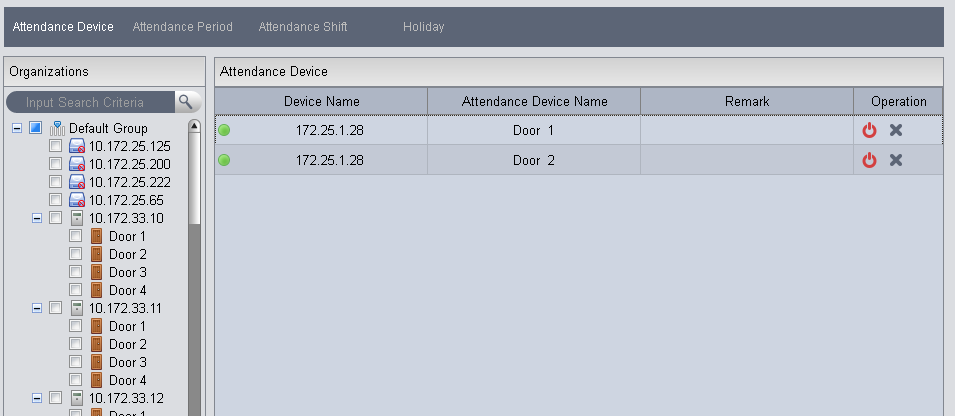 Attendance Device Attendance Period Attendance Shift Holiday
Organizations
Input Search Criteria
Default Group
10.172.25.125
10.172.25.200
10.172.25.222
10.172.25.65
10.172.33.10
Door 1
Door 2
Door 3
Door 4
10.172.33.11
Door 1
Door 2
Door 3
Door 4
10.172.33.12
Door 1
Attendance Device
Device Name Attendance Device Name Remark Operation
172.25.1.28 Door 1
172.25.1.28 Door 2